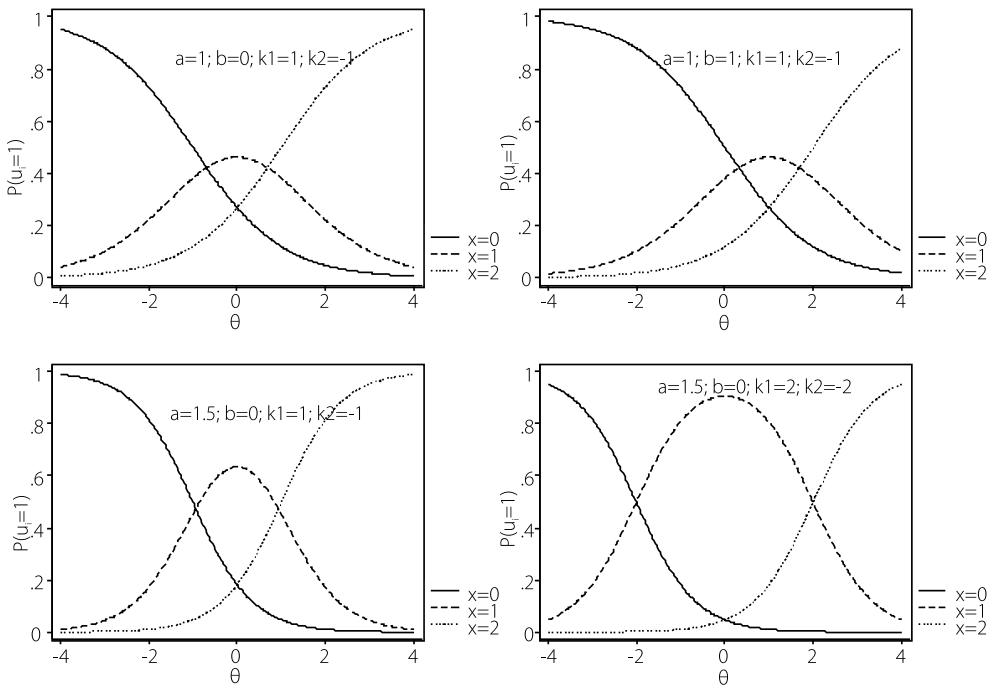 a=1; b=0; k1=1; k2=-1
1
.8
.6
.4
.2
0
P(uᵢ=1)
-4 -2 0 2 4
θ
x=0
x=1
x=2
a=1; b=1; k1=1; k2=-1
1
.8
.6
.4
.2
0
P(uᵢ=1)
-4 -2 0 2 4
θ
x=0
x=1
x=2
a=1.5; b=0; k1=1; k2=-1
1
.8
.6
.4
.2
0
P(uᵢ=1)
-4 -2 0 2 4
θ
x=0
x=1
x=2
a=1.5; b=0; k1=2; k2=-2
1
.8
.6
.4
.2
0
P(uᵢ=1)
-4 -2 0 2 4
θ
x=0
x=1
x=2